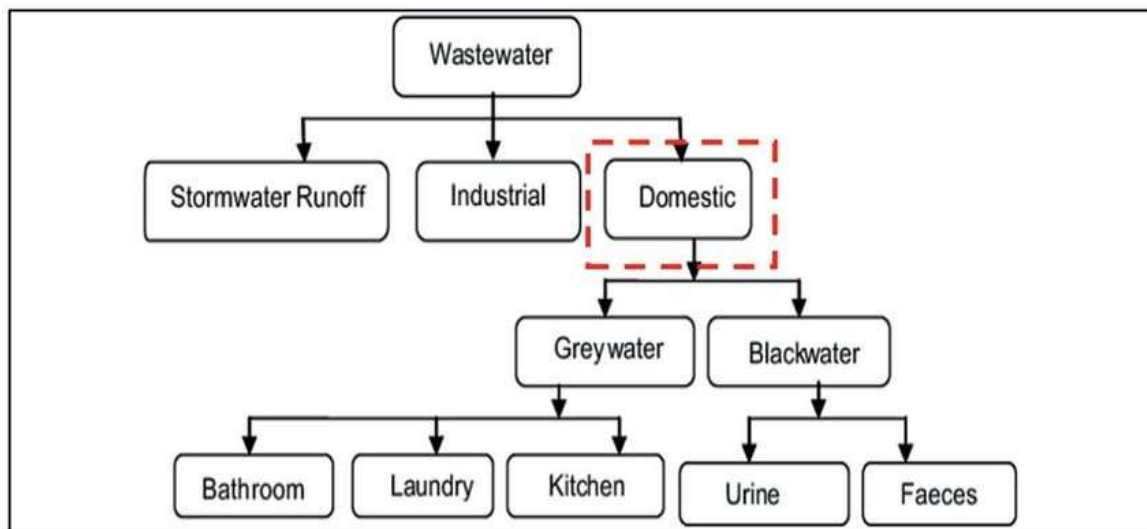 Wastewater
Stormwater Runoff
Industrial
Domestic
Greywater
Blackwater
Bathroom
Laundry
Kitchen
Urine
Faeces